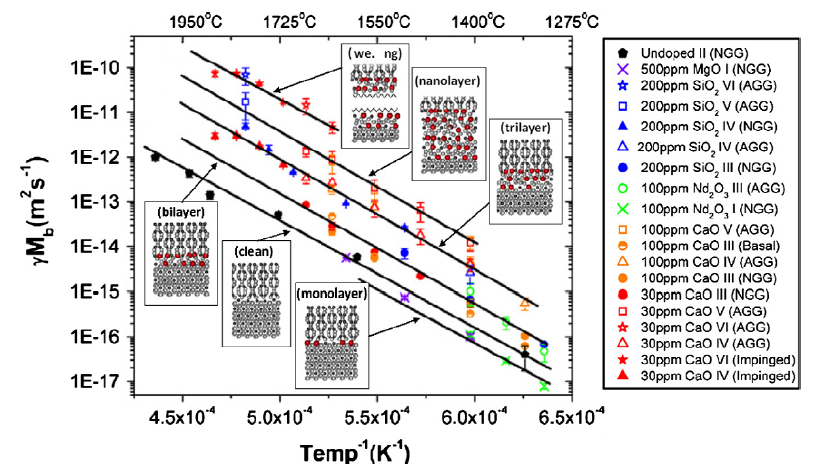 1950°C 1725°C 1550°C 1400°C 1275°C
1E-10
1E-11
1E-12
1E-13
1E-14
1E-15
1E-16
1E-17
γM_b(m²s⁻¹)
(we. ng)
(nanolayer)
(trilayer)
(bilayer)
(clean)
(monolayer)
4.5x10⁻⁴ 5.0x10⁻⁴ 5.5x10⁻⁴ 6.0x10⁻⁴ 6.5x10⁻⁴
Temp⁻¹(K⁻¹)
Undoped II (NGG)
500ppm MgO I (NGG)
200ppm SiO₂ VI (AGG)
200ppm SiO₂ V (AGG)
200ppm SiO₂ IV (NGG)
200ppm SiO₂ IV (AGG)
200ppm SiO₂ III (NGG)
100ppm Nd₂O₃ III (AGG)
100ppm Nd₂O₃ I (NGG)
100ppm CaO V (AGG)
100ppm CaO III (Basal)
100ppm CaO IV (AGG)
100ppm CaO III (NGG)
30ppm CaO III (NGG)
30ppm CaO V (AGG)
30ppm CaO VI (AGG)
30ppm CaO IV (AGG)
30ppm CaO VI (Impinged)
30ppm CaO IV (Impinged)